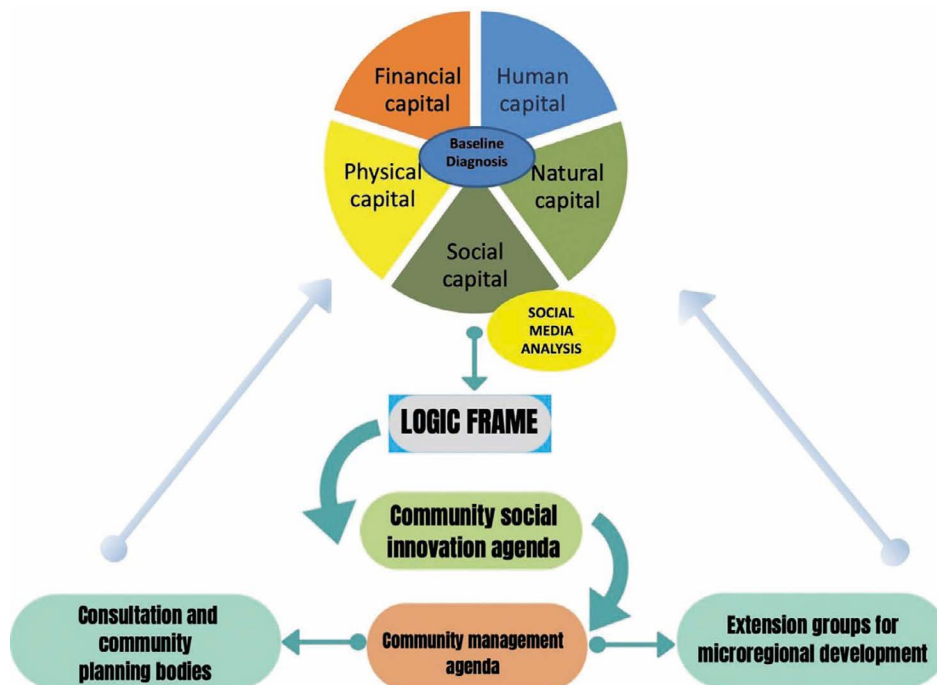 Financial
capital
Human
capital
Baseline
Diagnosis
Physical
capital
Natural
capital
Social
capital
SOCIAL
MEDIA
ANALYSIS
LOGIC FRAME
Community social
innovation agenda
Consultation and
community
planning bodies
Community management
agenda
Extension groups for
microregional development